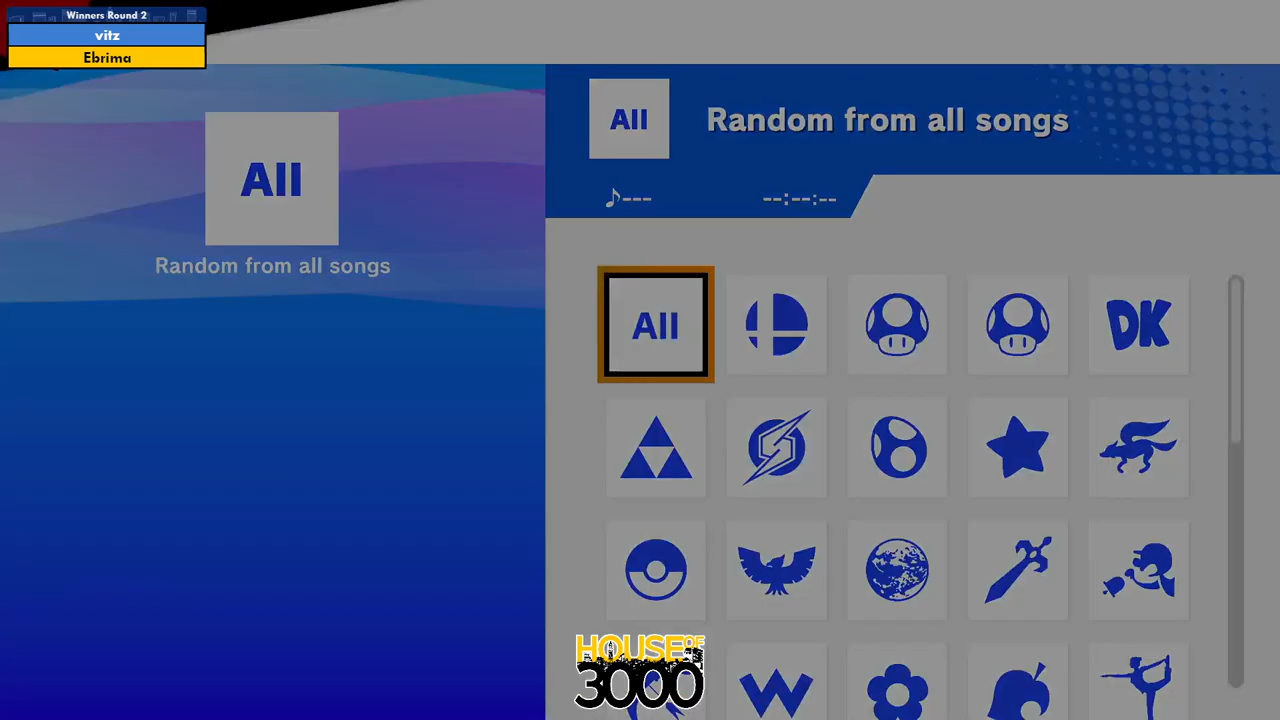 Winners Round 2
vitz
Ebrima
All
Random from all songs
All
Random from all songs
♪---
--:--:--
All
DK
HOUSE OF
3000